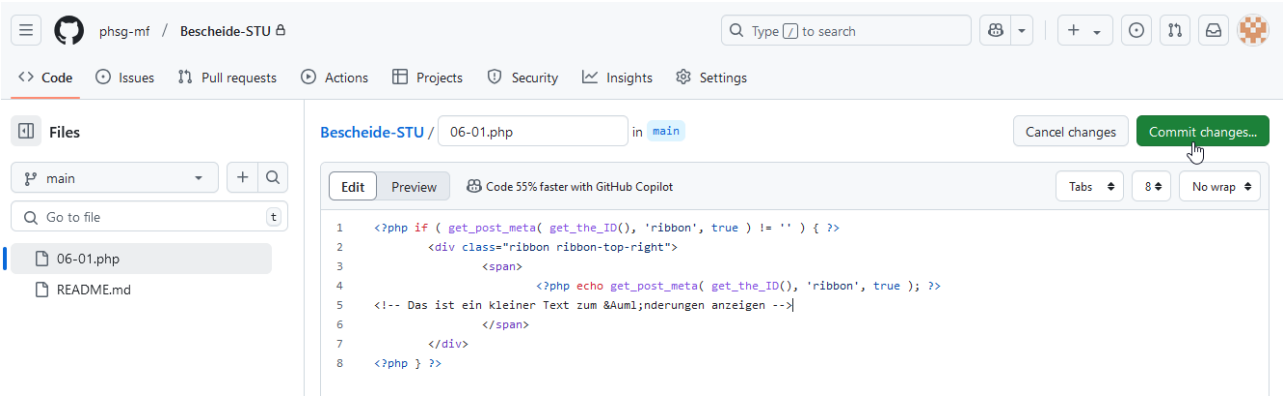 phsg-mf / Bescheide-STU
Type / to search
Code Issues Pull requests Actions Projects Security Insights Settings
Files
main
Go to file t
06-01.php
README.md
Bescheide-STU / 06-01.php in main
Cancel changes Commit changes...
Edit Preview Code 55% faster with GitHub Copilot Tabs 8 No wrap
1 <?php if ( get_post_meta( get_the_ID(), 'ribbon', true ) != '' ) { ?>
2 <div class="ribbon ribbon-top-right">
3 <span>
4 <?php echo get_post_meta( get_the_ID(), 'ribbon', true ); ?>
5 <!-- Das ist ein kleiner Text zum &Auml;nderungen anzeigen -->
6 </span>
7 </div>
8 <?php } ?>